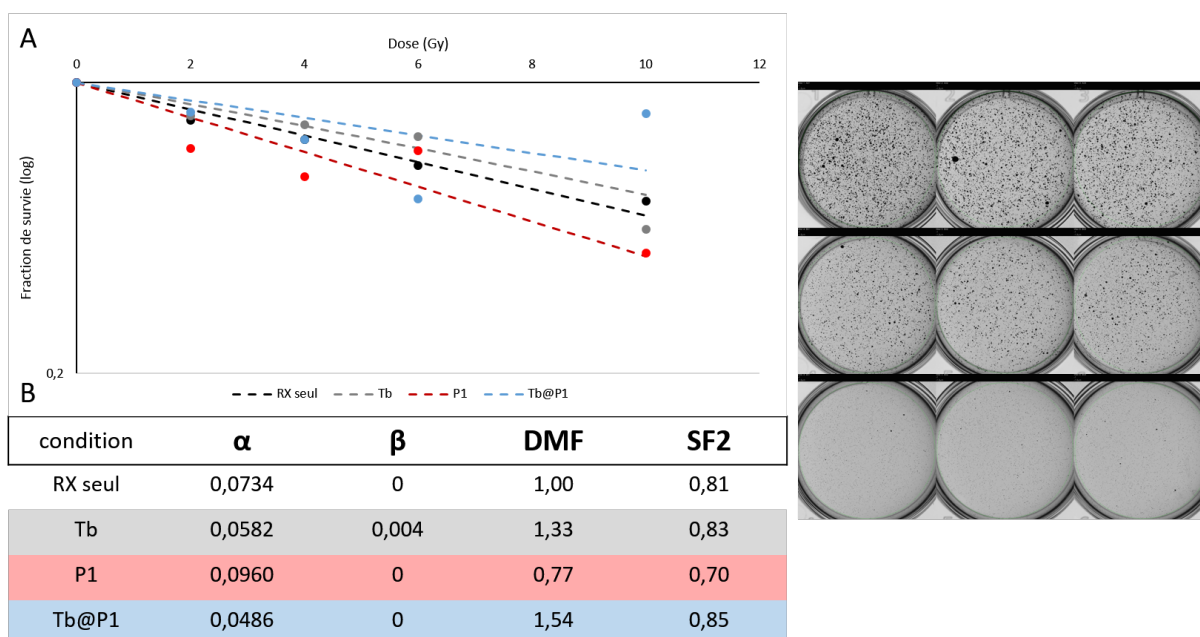 A
Dose (Gy)
0 2 4 6 8 10 12
Fraction de survie (log)
0,2
RX seul Tb P1 Tb@P1
B
condition α β DMF SF2
RX seul 0,0734 0 1,00 0,81
Tb 0,0582 0,004 1,33 0,83
P1 0,0960 0 0,77 0,70
Tb@P1 0,0486 0 1,54 0,85